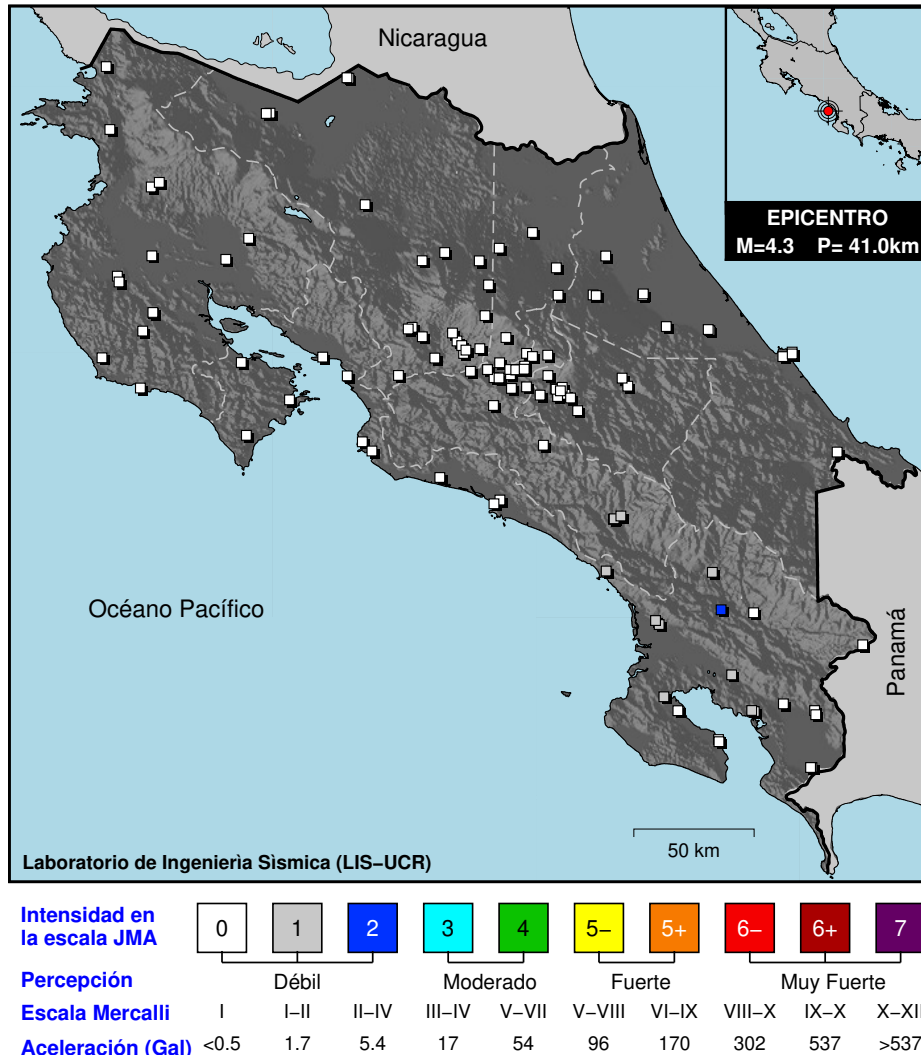 Nicaragua
EPICENTRO
M=4.3 P= 41.0km
Océano Pacífico
Panamá
50 km
Laboratorio de Ingenierìa Sìsmica (LIS–UCR)
Intensidad en
la escala JMA
0 1 2 3 4 5− 5+ 6− 6+ 7
Percepción Débil Moderado Fuerte Muy Fuerte
Escala Mercalli I I−II II−IV III−IV V−VII V−VIII VI−IX VIII−X IX−X X−XII
Aceleración (Gal) <0.5 1.7 5.4 17 54 96 170 302 537 >537